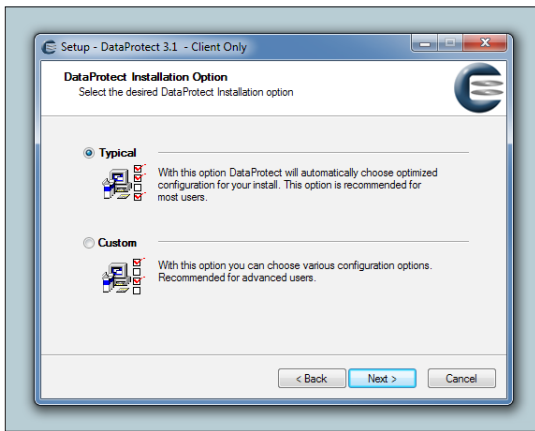 Setup - DataProtect 3.1 - Client Only
DataProtect Installation Option
Select the desired DataProtect Installation option
Typical
With this option DataProtect will automatically choose optimized
configuration for your install. This option is recommended for
most users.
Custom
With this option you can choose various configuration options.
Recommended for advanced users.
< Back Next > Cancel